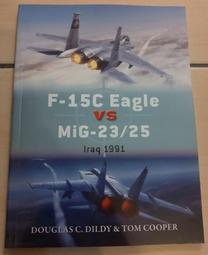 F-15C Eagle
vs
MiG-23/25
Iraq 1991
DOUGLAS C. DILDY & TOM COOPER